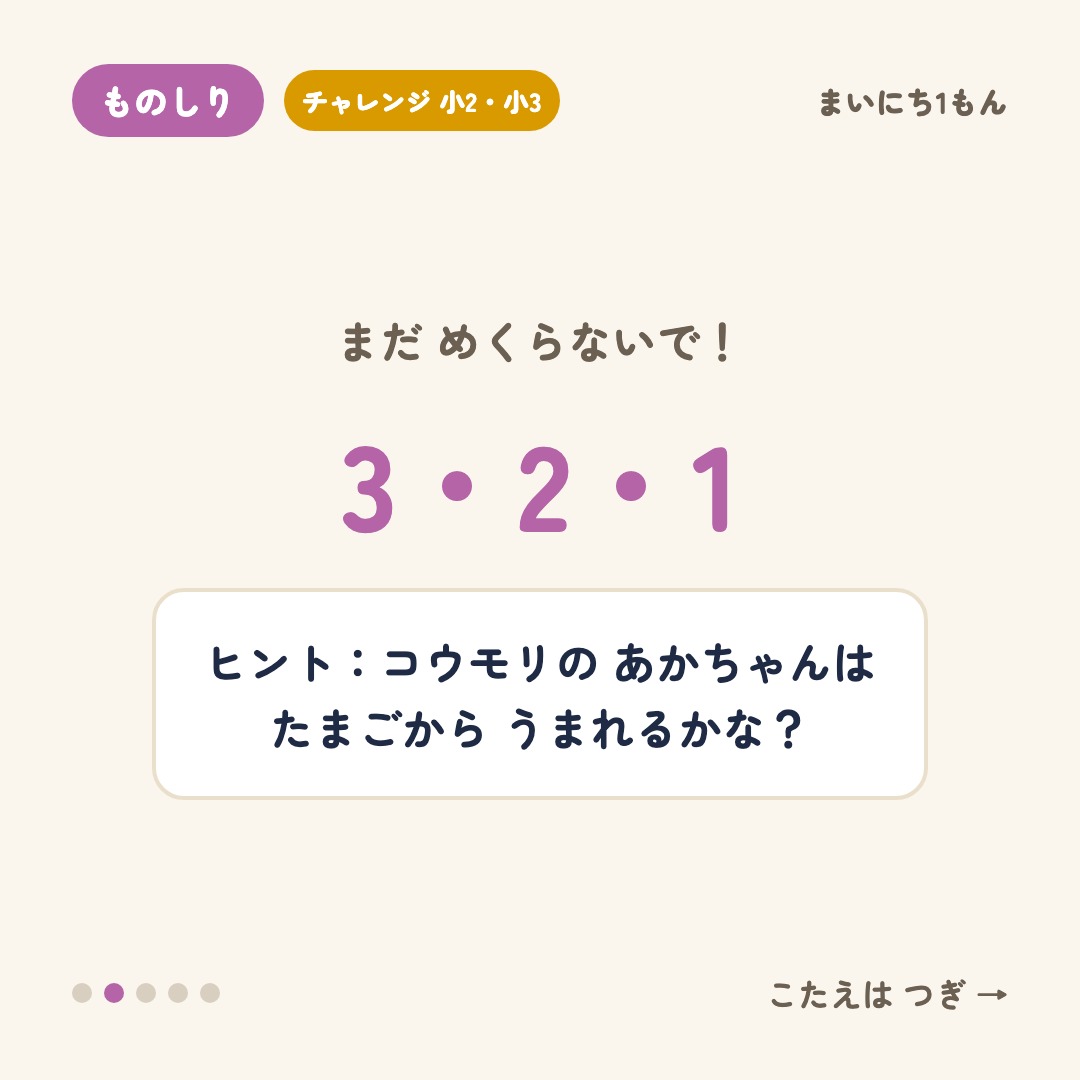 ものしり
チャレンジ 小2・小3
まいにち1もん
まだ めくらないで！
3・2・1
ヒント：コウモリの あかちゃんは
たまごから うまれるかな？
こたえは つぎ →